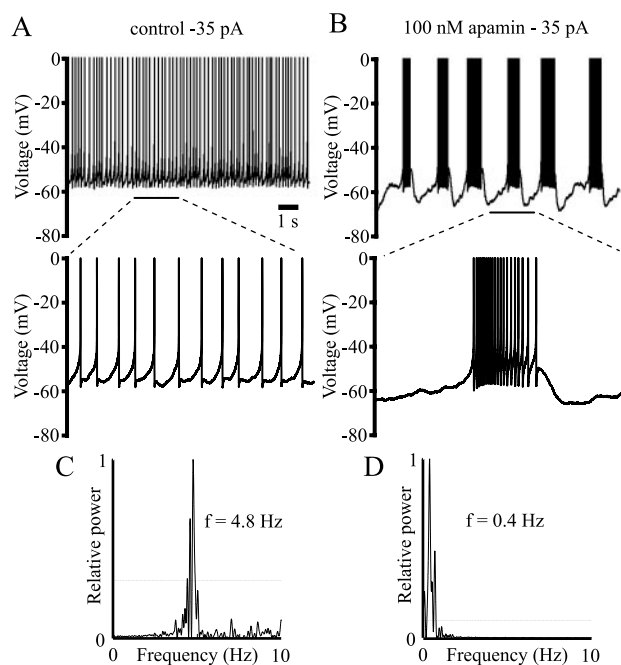 A
control -35 pA
B
100 nM apamin - 35 pA
Voltage (mV)
0
-20
-40
-60
-80
1 s
Voltage (mV)
0
-20
-40
-60
-80
Voltage (mV)
0
-20
-40
-60
-80
Voltage (mV)
0
-20
-40
-60
-80
C
Relative power
1
0
f = 4.8 Hz
0 Frequency (Hz) 10
D
Relative power
1
0
f = 0.4 Hz
0 Frequency (Hz) 10